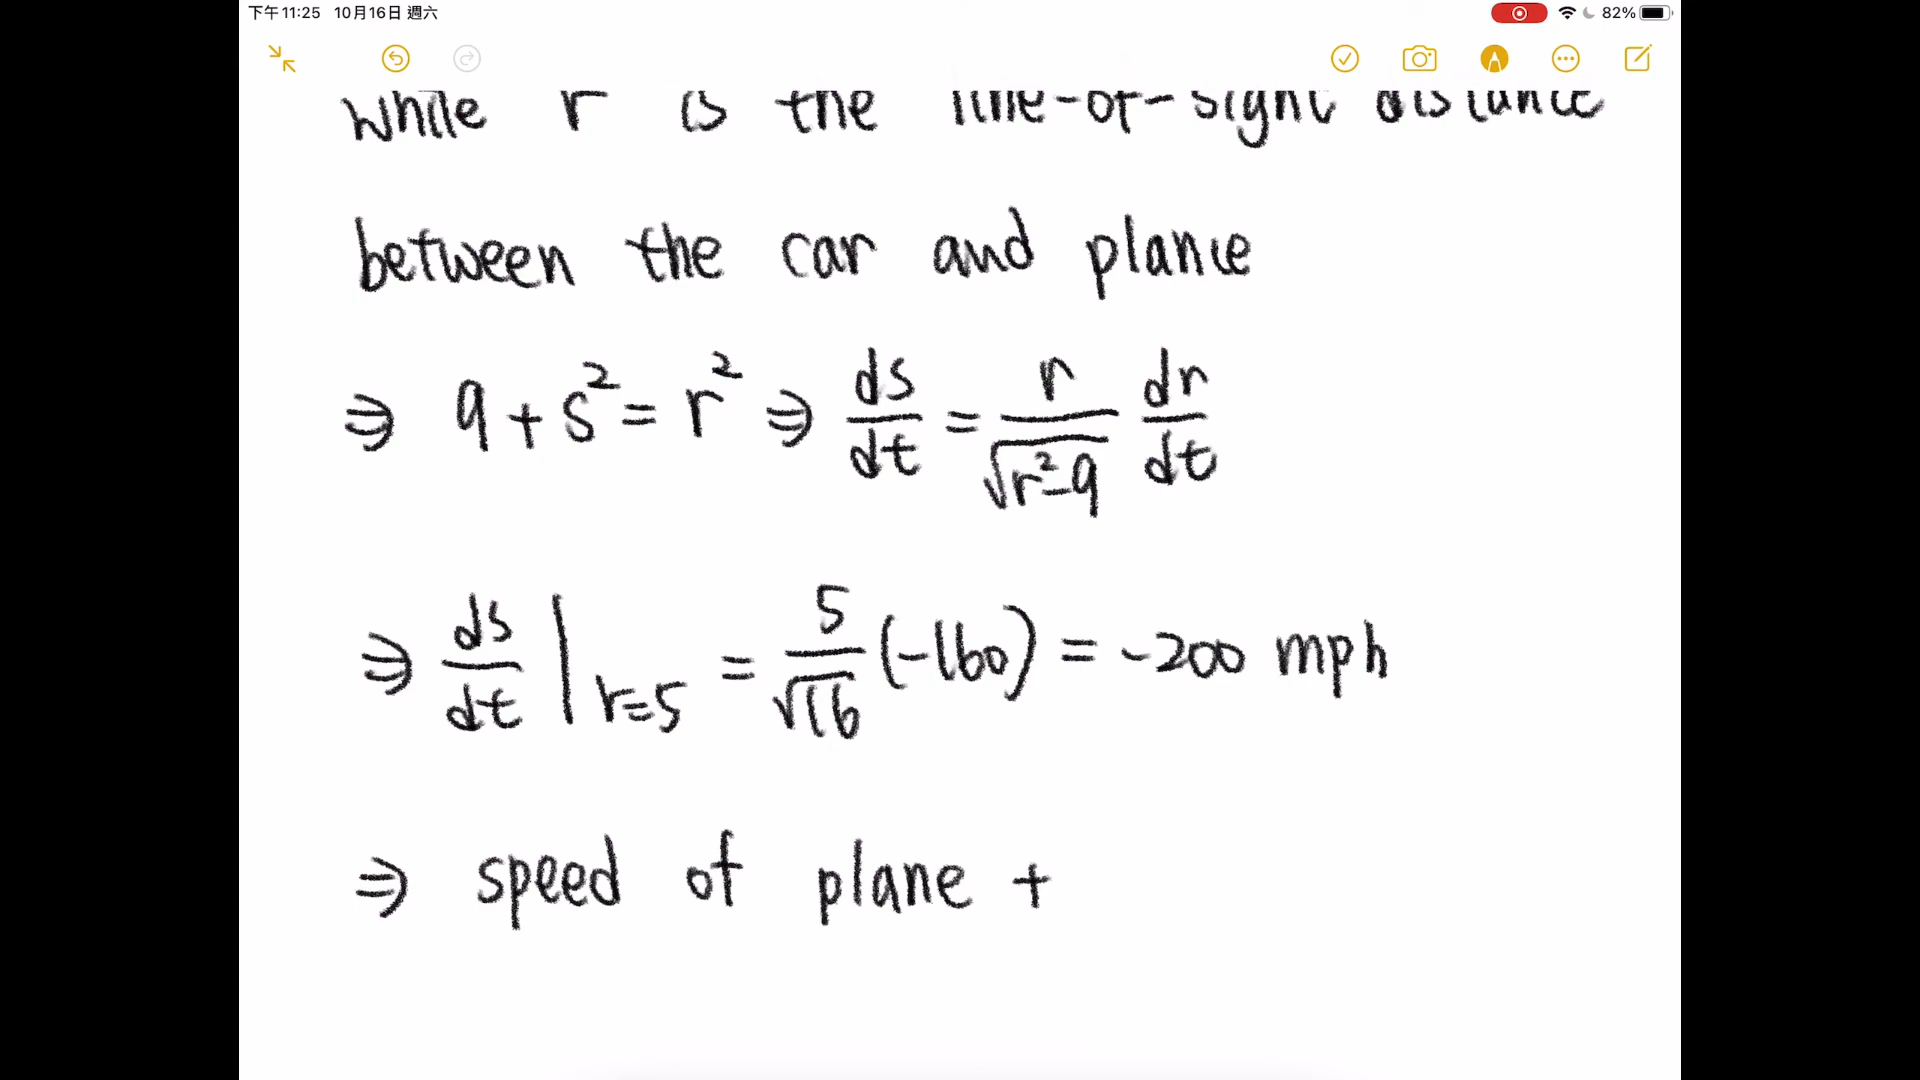 下午11:25 10月16日 週六 82%
while r is the line-of-sight distance
between the car and plane
⇒ 9 + s² = r² ⇒ ds/dt = r/√(r²-9) dr/dt
⇒ ds/dt |r=5 = 5/√16 (-160) = -200 mph
⇒ speed of plane +